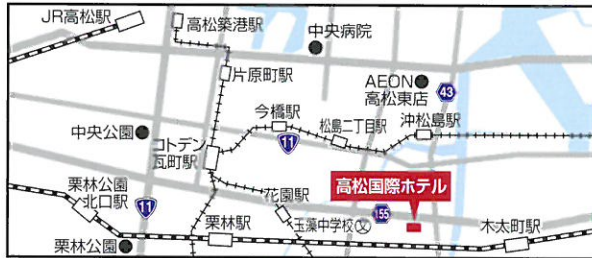 JR高松駅
高松築港駅
中央病院
片原町駅
AEON
高松東店
43
今橋駅
松島二丁目駅
沖松島駅
中央公園
11
コトデン
瓦町駅
栗林公園
北口駅
11
花園駅
高松国際ホテル
155
玉藻中学校
文
栗林駅
木太町駅
栗林公園